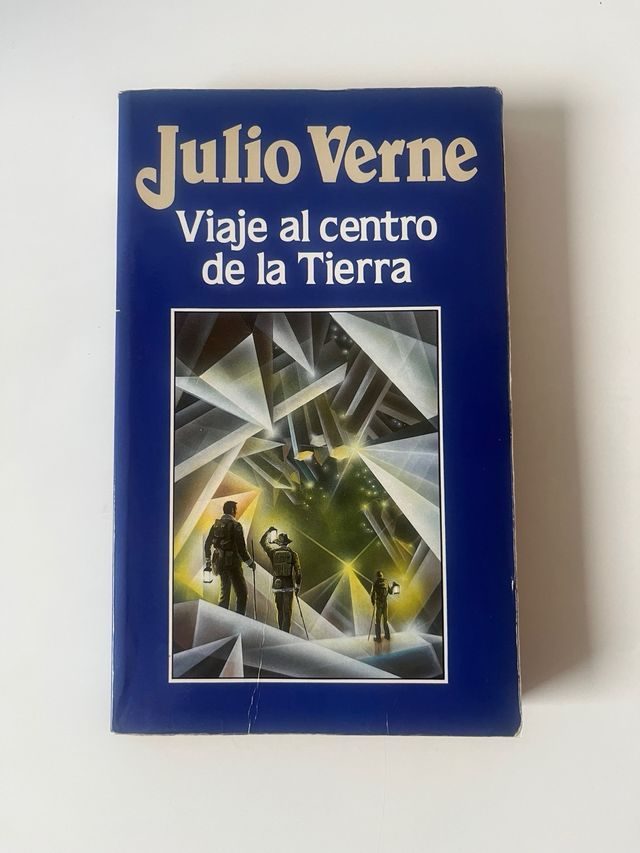 Julio Verne
Viaje al centro
de la Tierra